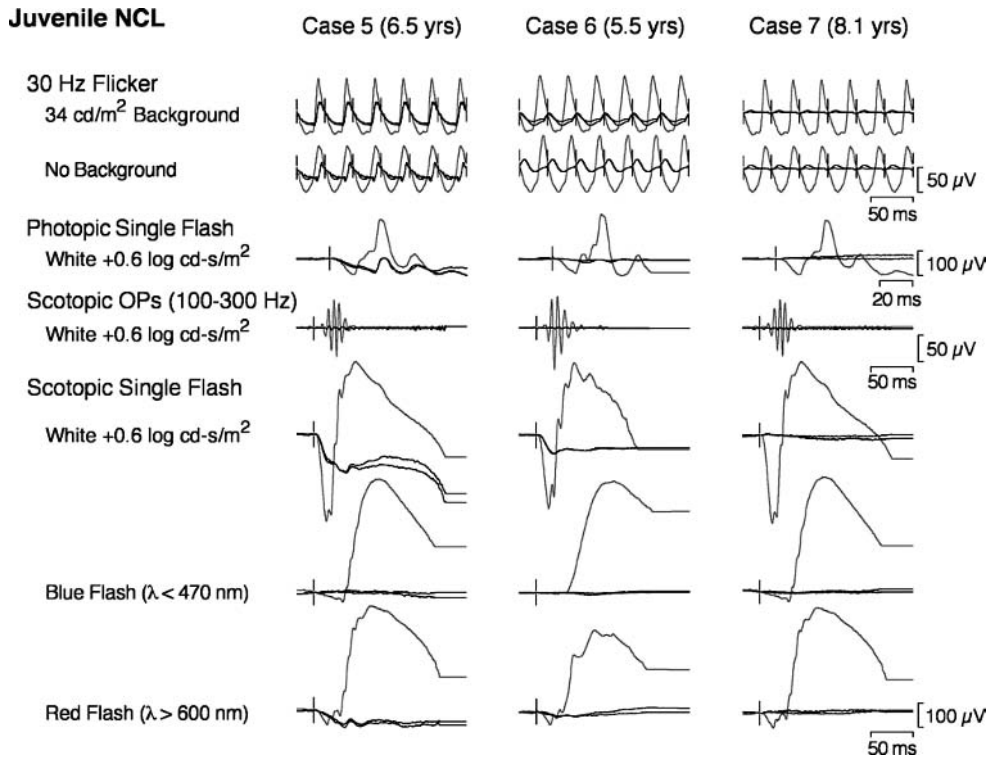 Juvenile NCL
Case 5 (6.5 yrs) Case 6 (5.5 yrs) Case 7 (8.1 yrs)
30 Hz Flicker
34 cd/m² Background
No Background
50 µV
50 ms
Photopic Single Flash
White +0.6 log cd-s/m²
100 µV
20 ms
Scotopic OPs (100-300 Hz)
White +0.6 log cd-s/m²
50 µV
50 ms
Scotopic Single Flash
White +0.6 log cd-s/m²
Blue Flash (λ < 470 nm)
Red Flash (λ > 600 nm)
100 µV
50 ms